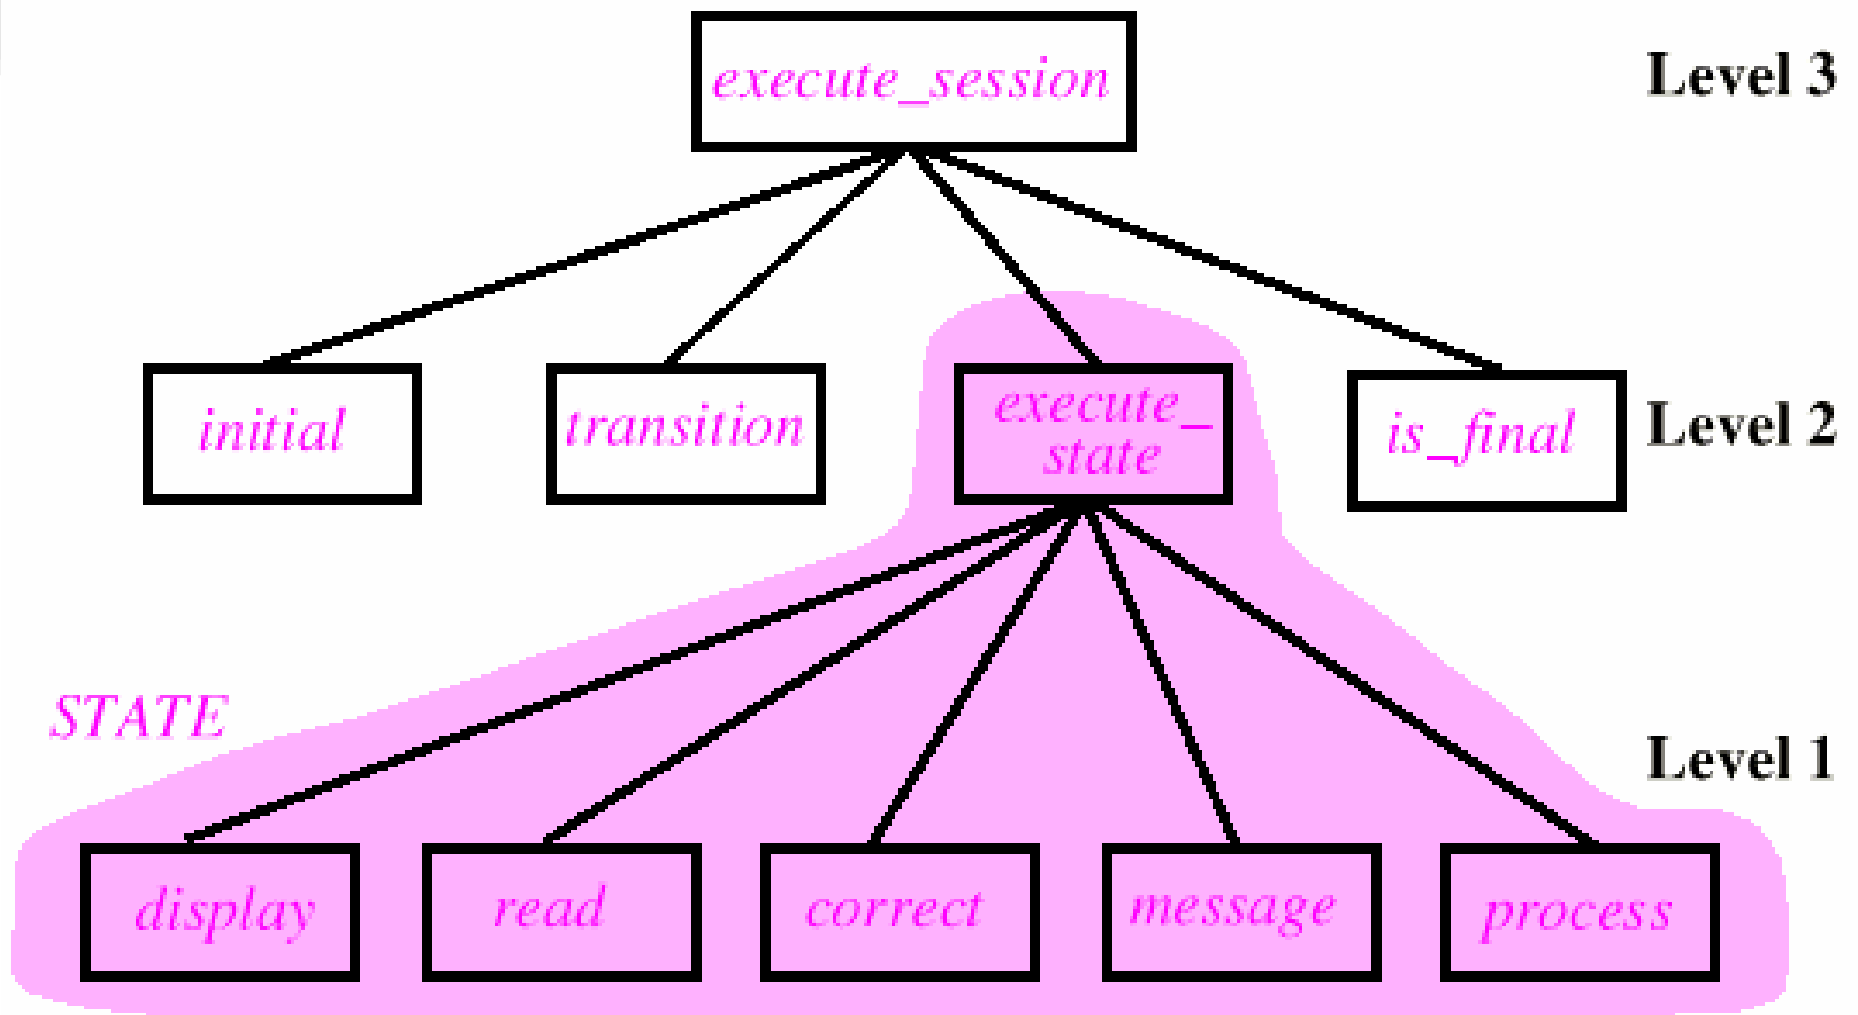 execute_session
Level 3
initial
transition
execute_
state
is_final
Level 2
STATE
Level 1
display
read
correct
message
process